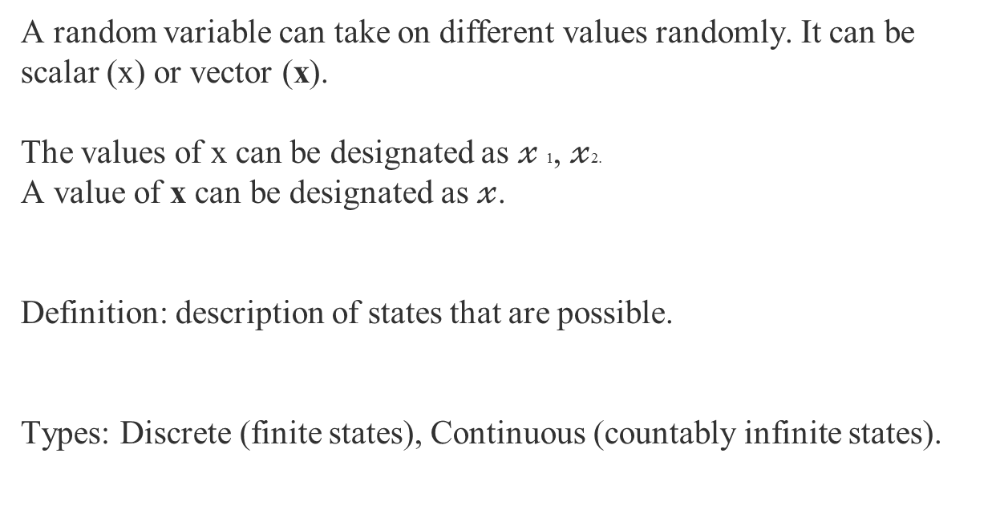 A random variable can take on different values randomly. It can be
scalar (x) or vector (𝐱).
The values of x can be designated as 𝑥 ₁, 𝑥₂.
A value of 𝐱 can be designated as 𝒙.
Definition: description of states that are possible.
Types: Discrete (finite states), Continuous (countably infinite states).